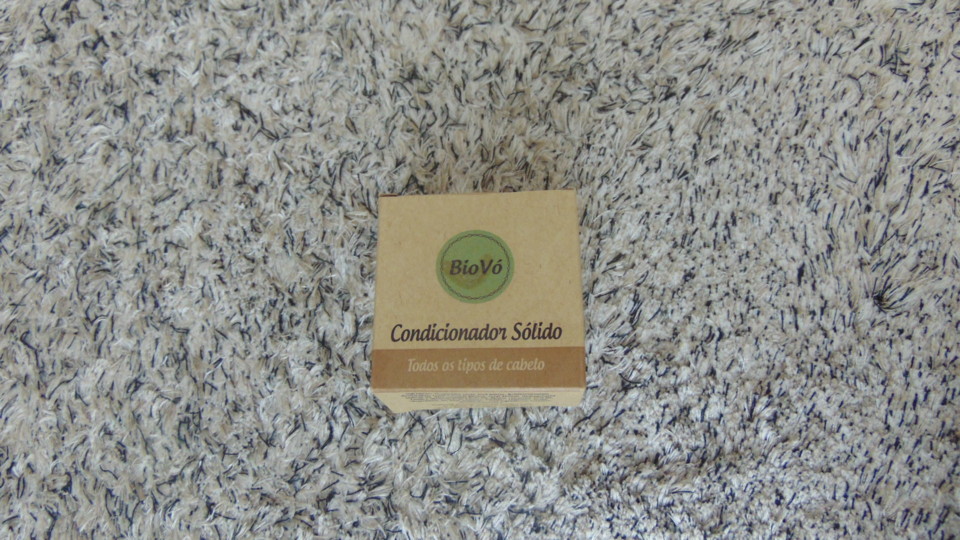 BioVó
Condicionador Sólido
Todos os tipos de cabelo